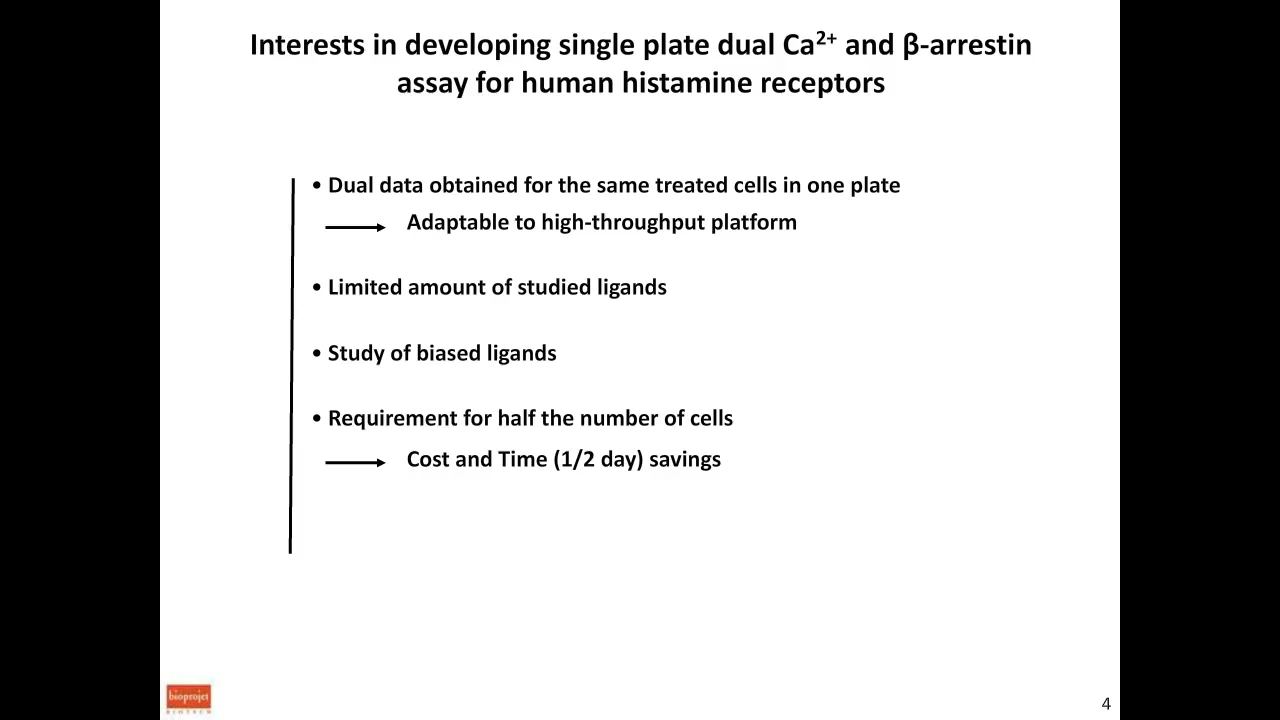 Interests in developing single plate dual Ca²⁺ and β-arrestin
assay for human histamine receptors
• Dual data obtained for the same treated cells in one plate
Adaptable to high-throughput platform
• Limited amount of studied ligands
• Study of biased ligands
• Requirement for half the number of cells
Cost and Time (1/2 day) savings
bioprojet
BIOTECH
4